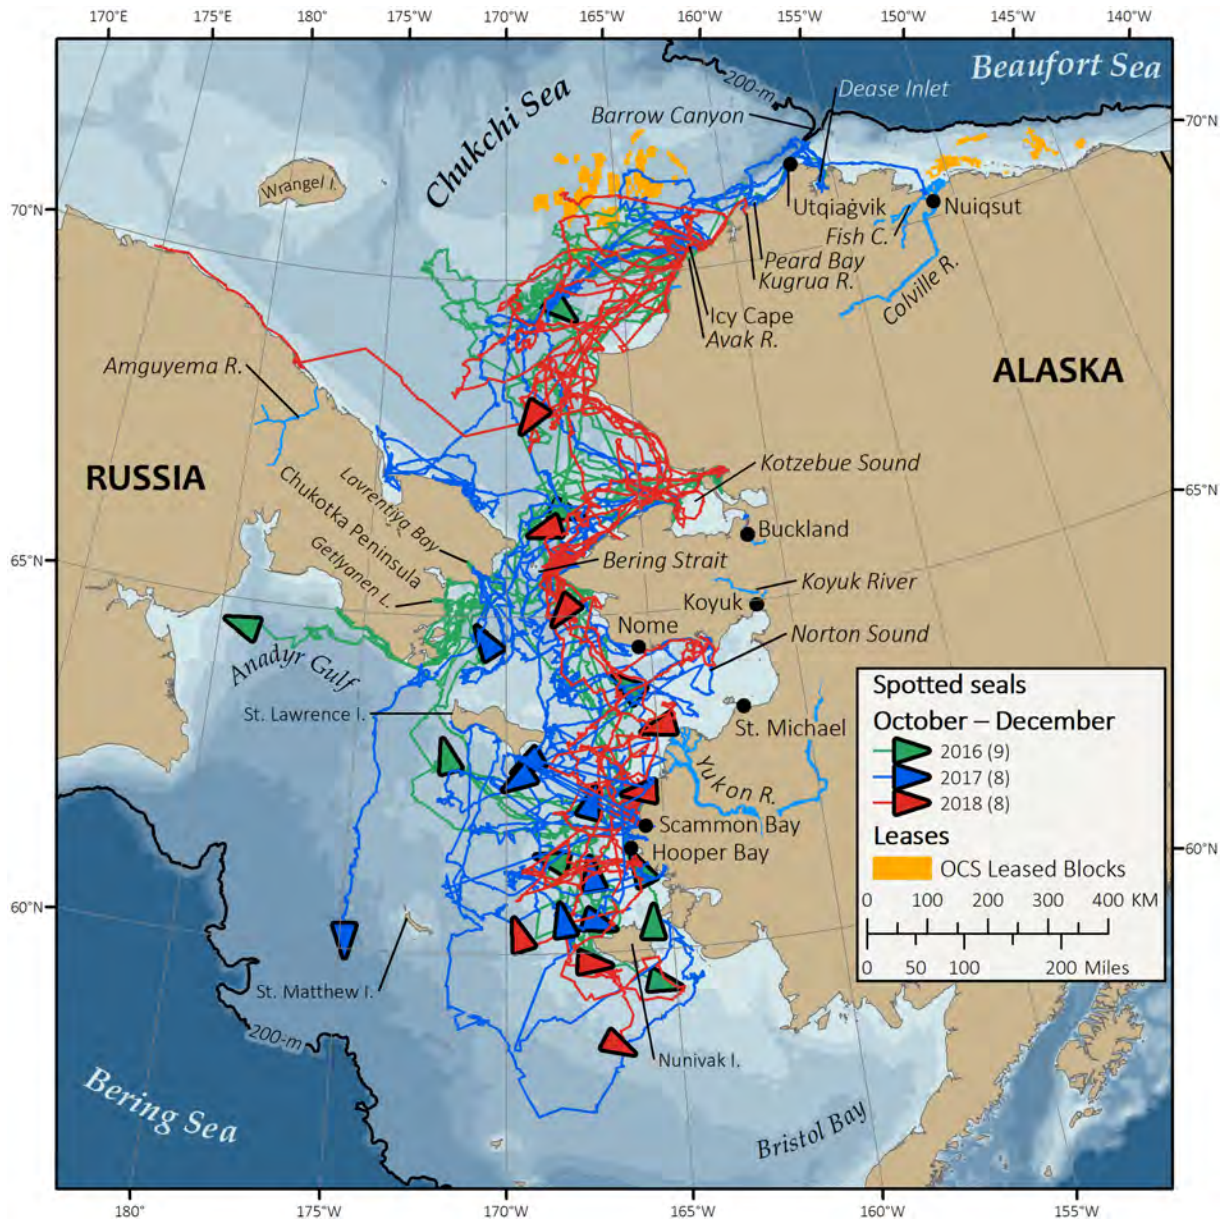 170°E 175°E 180° 175°W 170°W 165°W 160°W 155°W 150°W 145°W 140°W
Beaufort Sea
200-m
Dease Inlet
Chukchi Sea
Barrow Canyon
70°N
Wrangel I.
Utqiaġvik
Nuiqsut
70°N
Fish C.
Peard Bay
Kugrua R.
Colville R.
Icy Cape
Avak R.
Amguyema R.
ALASKA
RUSSIA
Kotzebue Sound
65°N
Lavrentiya Bay
Chukotka Peninsula
Getlyanen L.
Buckland
65°N
Bering Strait
Koyuk River
Koyuk
Nome
Norton Sound
Anadyr Gulf
St. Lawrence I.
St. Michael
Yukon R.
Scammon Bay
Hooper Bay
60°N
60°N
St. Matthew I.
200-m
Nunivak I.
Bering Sea
Bristol Bay
Spotted seals
October – December
2016 (9)
2017 (8)
2018 (8)
Leases
OCS Leased Blocks
0 100 200 300 400 KM
0 50 100 200 Miles
180° 175°W 170°W 165°W 160°W 155°W